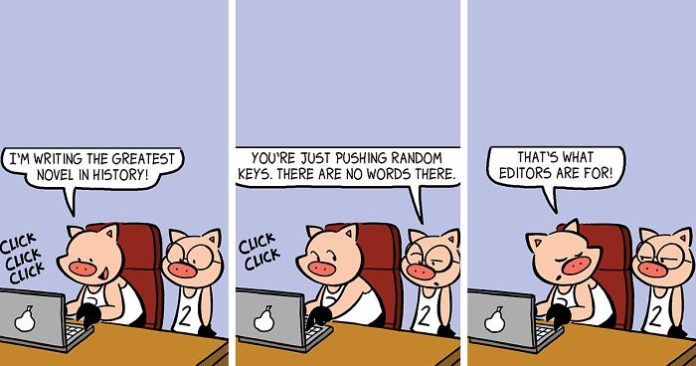 I'M WRITING THE GREATEST
NOVEL IN HISTORY!
CLICK
CLICK
CLICK
YOU'RE JUST PUSHING RANDOM
KEYS. THERE ARE NO WORDS THERE.
CLICK
CLICK
2
THAT'S WHAT
EDITORS ARE FOR!
2